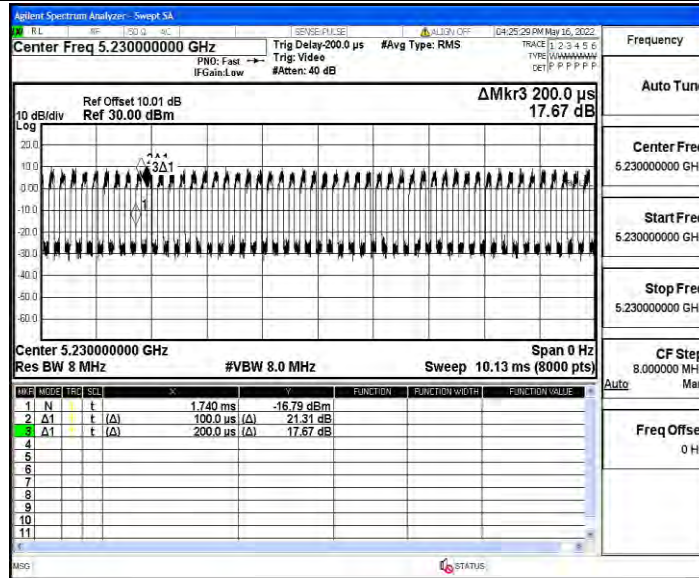 Agilent Spectrum Analyzer - Swept SA
RL RF 50 Ω AC SENSE:PULSE ALIGN OFF 04:25:29 PM May 16, 2022
Center Freq 5.230000000 GHz
PNO: Fast
IFGain:Low
Trig Delay-200.0 µs
Trig: Video
#Atten: 40 dB
#Avg Type: RMS
TRACE 1 2 3 4 5 6
TYPE WWWWWW
DET P P P P P P
Ref Offset 10.01 dB
10 dB/div Ref 30.00 dBm
ΔMkr3 200.0 µs
17.67 dB
Log
20.0
10.0
0.00
-10.0
-20.0
-30.0
-40.0
-50.0
-60.0
3Δ1
1
Center 5.230000000 GHz Span 0 Hz
Res BW 8 MHz #VBW 8.0 MHz Sweep 10.13 ms (8000 pts)
MKR MODE TRC SCL X Y FUNCTION FUNCTION WIDTH FUNCTION VALUE
1 N t 1.740 ms -16.79 dBm
2 Δ1 t (Δ) 100.0 µs (Δ) 21.31 dB
3 Δ1 t (Δ) 200.0 µs (Δ) 17.67 dB
4
5
6
7
8
9
10
11
MSG STATUS
Frequency
Auto Tun
Center Fre
5.230000000 GH
Start Fre
5.230000000 GH
Stop Fre
5.230000000 GH
CF Step
8.000000 MH
Auto Ma
Freq Offse
0 H